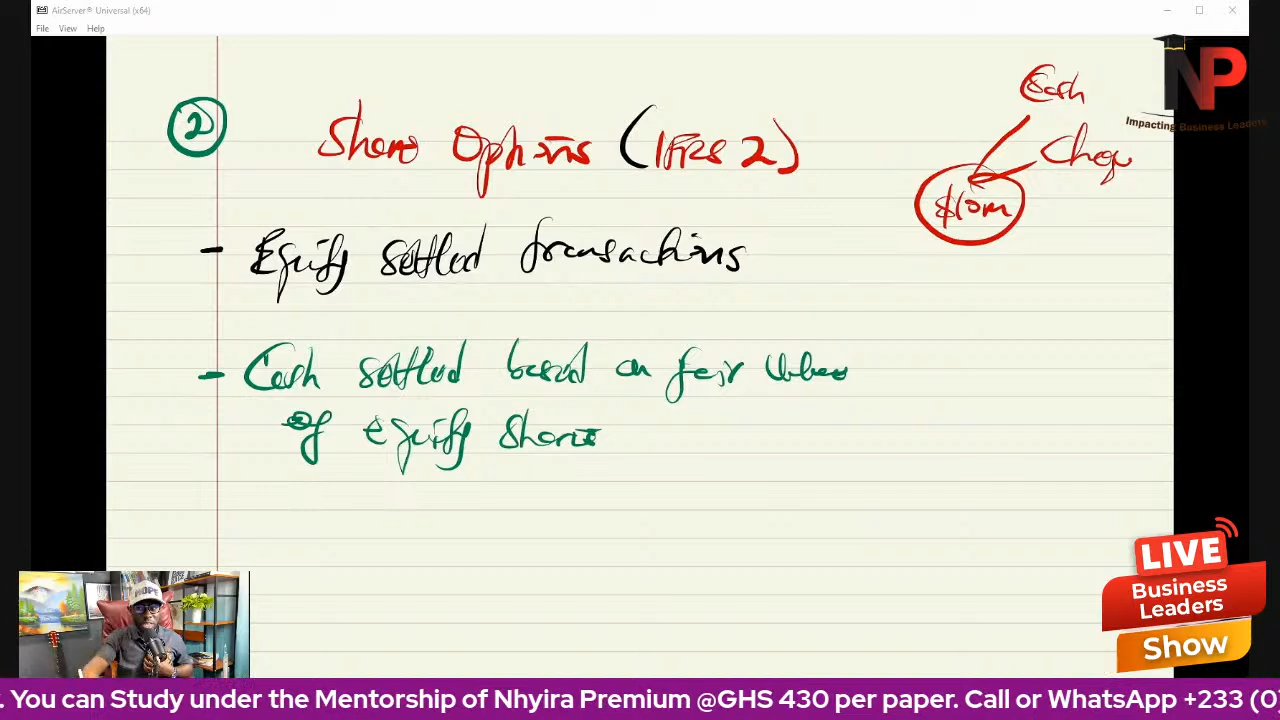 AirServer® Universal (x64)
File View Help
NP
Impacting Business Leaders
Cash
Cheque
$10m
2
Share Options (IFRS 2)
- Equity settled transactions
- Cash settled based on fair values
of equity shares
LIVE
Business
Leaders
Show
. You can Study under the Mentorship of Nhyira Premium @GHS 430 per paper. Call or WhatsApp +233 (0)